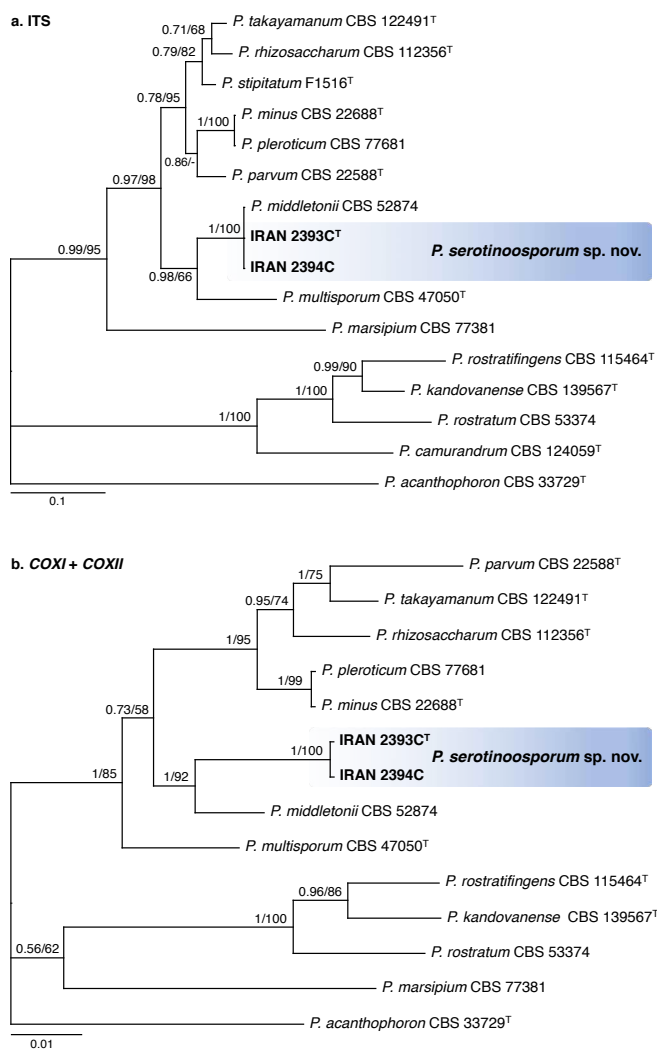 a. ITS
P. takayamanum CBS 122491T
0.71/68
P. rhizosaccharum CBS 112356T
0.79/82
P. stipitatum F1516T
0.78/95
P. minus CBS 22688T
1/100
P. pleroticum CBS 77681
0.86/-
P. parvum CBS 22588T
0.97/98
P. middletonii CBS 52874
1/100
IRAN 2393CT
P. serotinoosporum sp. nov.
0.99/95
IRAN 2394C
0.98/66
P. multisporum CBS 47050T
P. marsipium CBS 77381
P. rostratifingens CBS 115464T
0.99/90
P. kandovanense CBS 139567T
1/100
P. rostratum CBS 53374
1/100
P. camurandrum CBS 124059T
P. acanthophoron CBS 33729T
0.1
b. COXI + COXII
P. parvum CBS 22588T
1/75
P. takayamanum CBS 122491T
0.95/74
P. rhizosaccharum CBS 112356T
1/95
P. pleroticum CBS 77681
1/99
P. minus CBS 22688T
0.73/58
IRAN 2393CT
1/100
P. serotinoosporum sp. nov.
IRAN 2394C
1/85
1/92
P. middletonii CBS 52874
P. multisporum CBS 47050T
P. rostratifingens CBS 115464T
0.96/86
P. kandovanense CBS 139567T
1/100
P. rostratum CBS 53374
0.56/62
P. marsipium CBS 77381
P. acanthophoron CBS 33729T
0.01